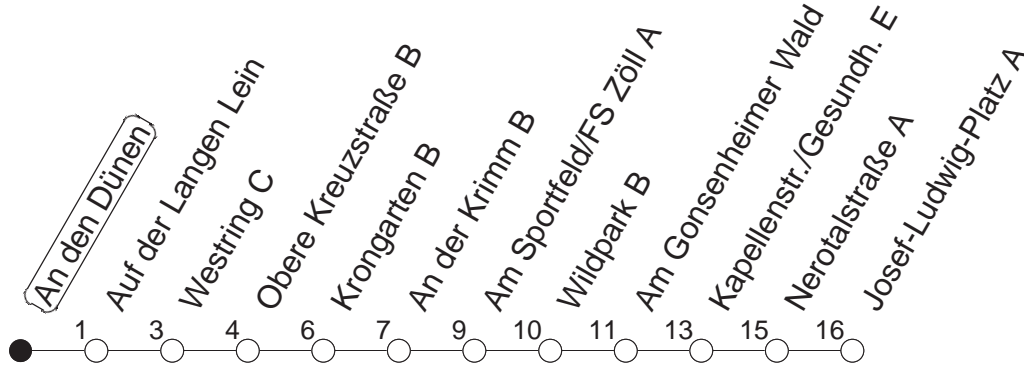 An den Dünen
Auf der Langen Lein
Westring C
Obere Kreuzstraße B
Krongarten B
An der Krimm B
Am Sportfeld/FS Zöll A
Wildpark B
Am Gonsenheimer Wald
Kapellenstr./Gesundh. E
Nerotalstraße A
Josef-Ludwig-Platz A
1 3 4 6 7 9 10 11 13 15 16